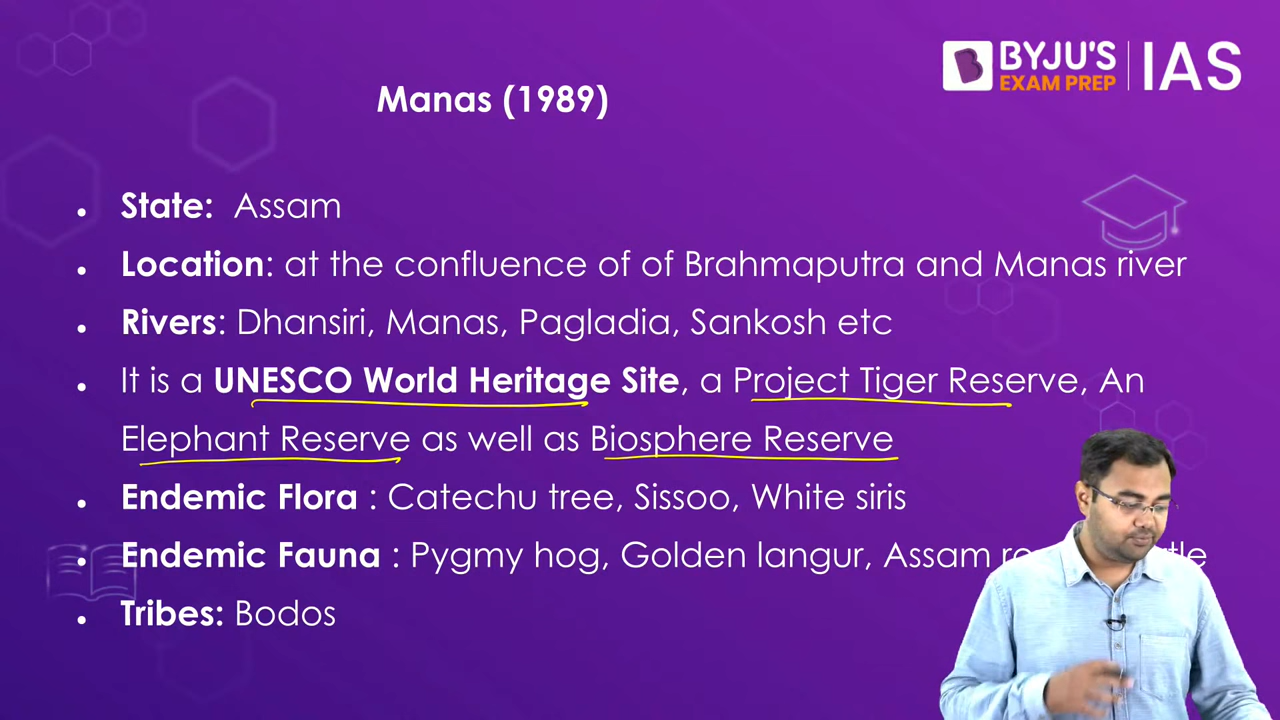 BYJU'S
EXAM PREP
IAS
Manas (1989)
State: Assam
Location: at the confluence of of Brahmaputra and Manas river
Rivers: Dhansiri, Manas, Pagladia, Sankosh etc
It is a UNESCO World Heritage Site, a Project Tiger Reserve, An
Elephant Reserve as well as Biosphere Reserve
Endemic Flora : Catechu tree, Sissoo, White siris
Endemic Fauna : Pygmy hog, Golden langur, Assam
Tribes: Bodos